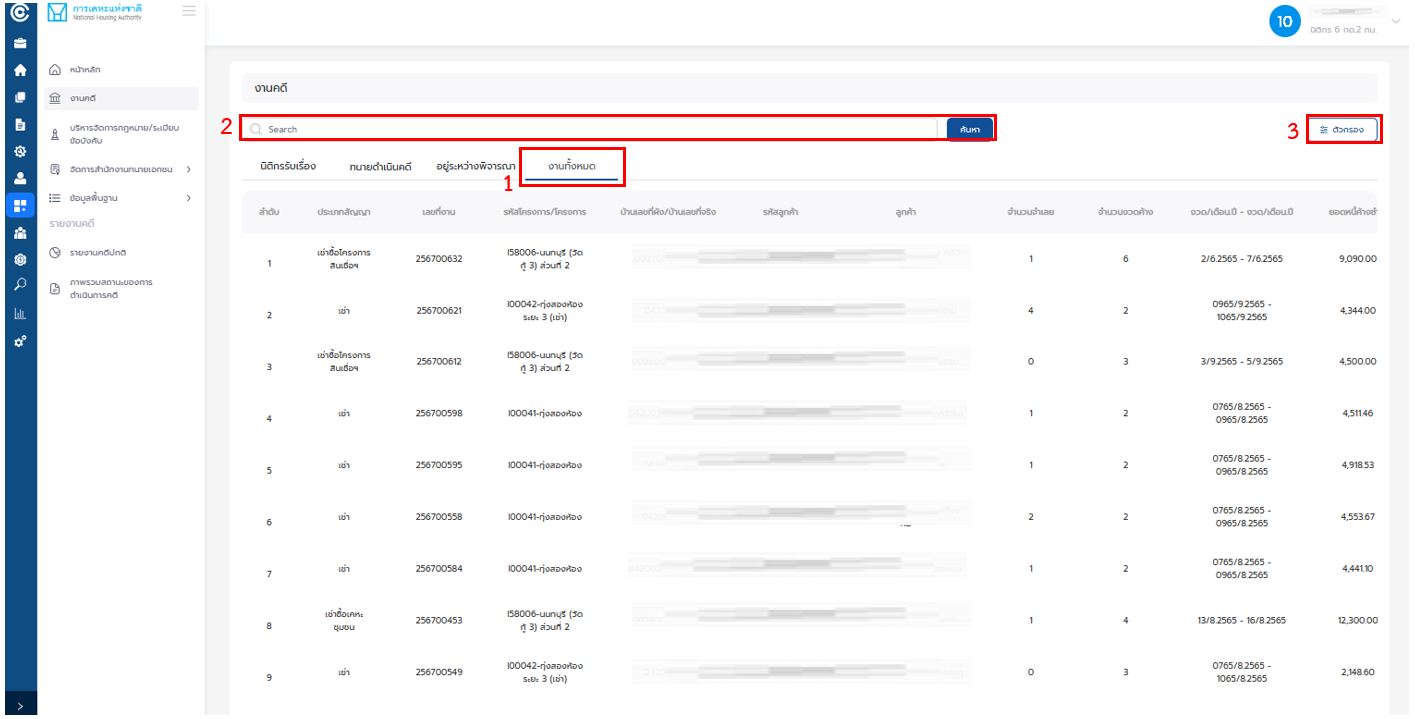 การเคหะแห่งชาติ
National Housing Authority
10
นิติกร 6 กด.2 กม.
หน้าหลัก
งานคดี
บริหารจัดการกฎหมาย/ระเบียบ
ข้อบังคับ
จัดการสำนักงานทนายเอกชน
ข้อมูลพื้นฐาน
รายงานคดี
รายงานคดีปกติ
ภาพรวมสถานะของการ
ดำเนินการคดี
งานคดี
2 Search ค้นหา 3 ตัวกรอง
นิติกรรับเรื่อง ทนายดำเนินคดี อยู่ระหว่างพิจารณา งานทั้งหมด
1
ลำดับ ประเภทสัญญา เลขที่งาน รหัสโครงการ/โครงการ บ้านเลขที่ผัง/บ้านเลขที่จริง รหัสลูกค้า ลูกค้า จำนวนจำเลย จำนวนงวดค้าง งวด/เดือน.ปี - งวด/เดือน.ปี ยอดหนี้ค้างชำ
1 เช่าซื้อโครงการ 256700632 I58006-นนทบุรี (วัด 1 6 2/6.2565 - 7/6.2565 9,090.00
สินเชื่อฯ กู้ 3) ส่วนที่ 2
2 เช่า 256700621 I00042-ทุ่งสองห้อง 4 2 0965/9.2565 - 4,344.00
ระยะ 3 (เช่า) 1065/9.2565
3 เช่าซื้อโครงการ 256700612 I58006-นนทบุรี (วัด 0 3 3/9.2565 - 5/9.2565 4,500.00
สินเชื่อฯ กู้ 3) ส่วนที่ 2
4 เช่า 256700598 I00041-ทุ่งสองห้อง 1 2 0765/8.2565 - 4,511.46
0965/8.2565
5 เช่า 256700595 I00041-ทุ่งสองห้อง 1 2 0765/8.2565 - 4,918.53
0965/8.2565
6 เช่า 256700558 I00041-ทุ่งสองห้อง 2 2 0765/8.2565 - 4,553.67
0965/8.2565
7 เช่า 256700584 I00041-ทุ่งสองห้อง 1 2 0765/8.2565 - 4,441.10
0965/8.2565
8 เช่าซื้อเคหะ 256700453 I58006-นนทบุรี (วัด 1 4 13/8.2565 - 16/8.2565 12,300.00
ชุมชน กู้ 3) ส่วนที่ 2
9 เช่า 256700549 I00042-ทุ่งสองห้อง 0 3 0765/8.2565 - 2,148.60
ระยะ 3 (เช่า) 1065/8.2565